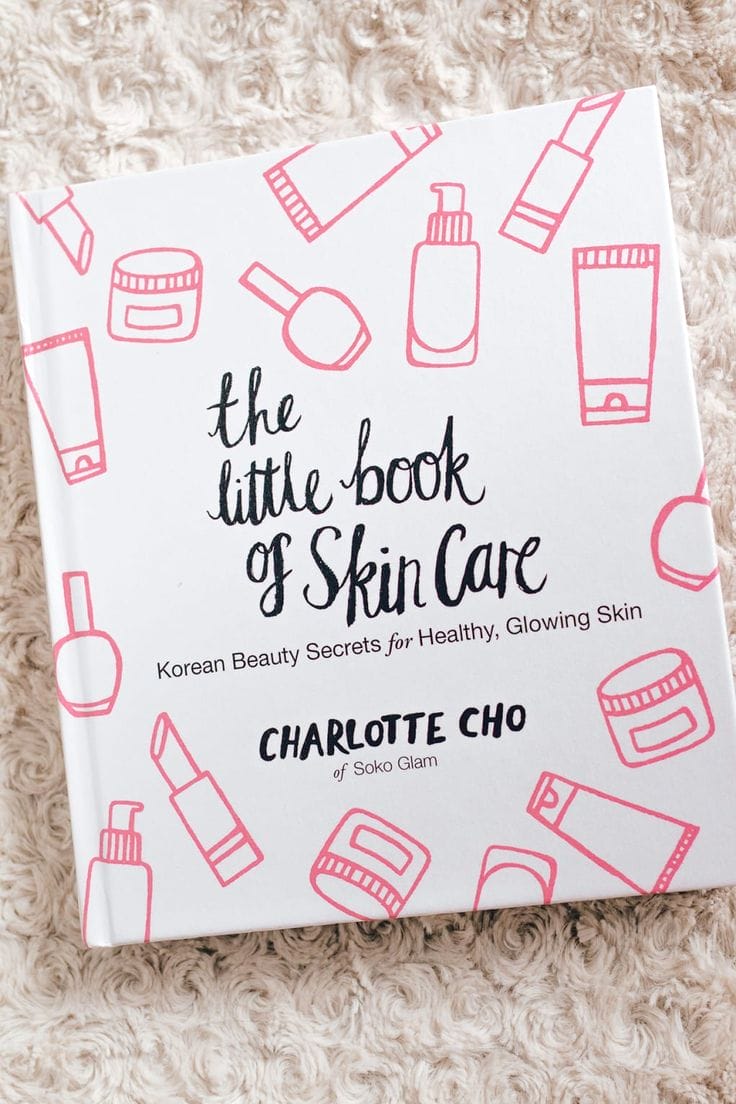 the
little book
of Skin Care
Korean Beauty Secrets for Healthy, Glowing Skin
CHARLOTTE CHO
of Soko Glam